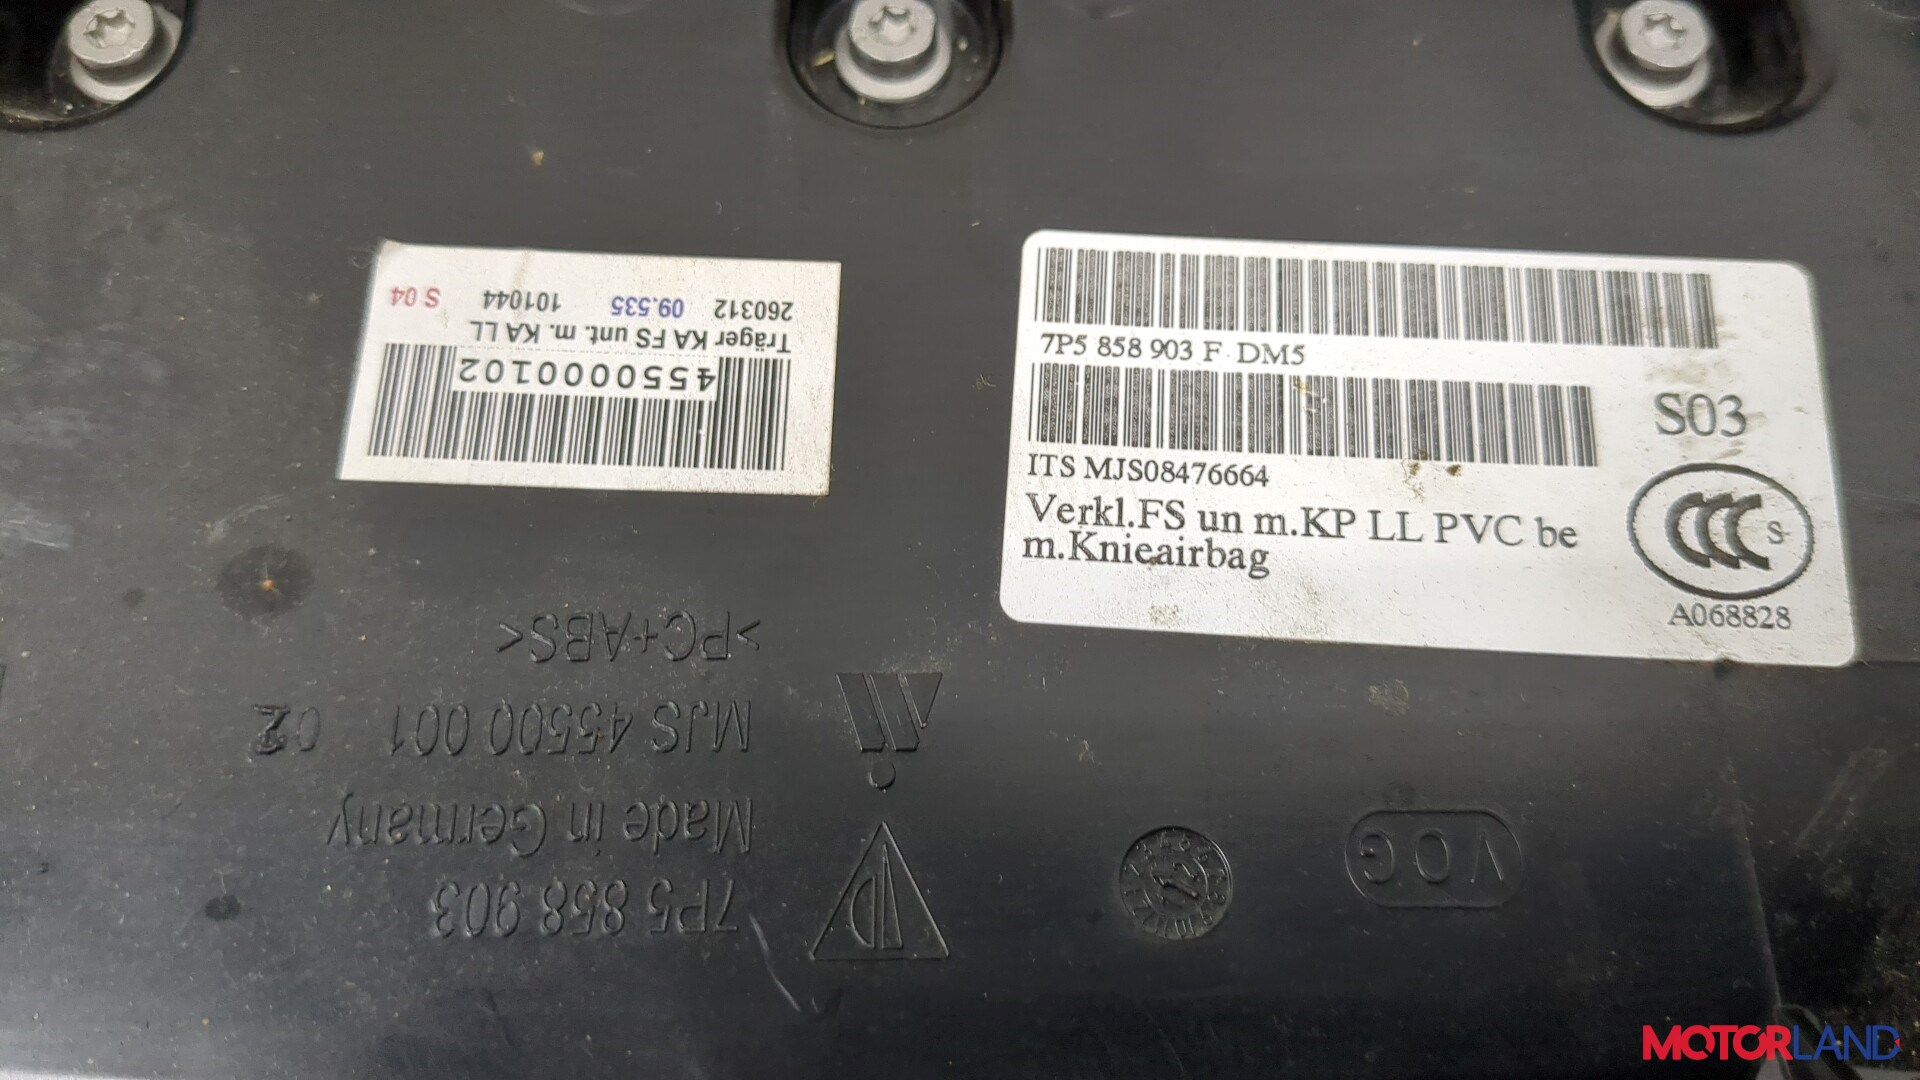 S 04
101044
09.535
260312
Träger KA FS unt. m. KA LL
455000102
7P5 858 903 F DM5
S03
ITS MJS08476664
Verkl.FS un m.KP LL PVC be
m.Knieairbag
S
A068828
>PC+ABS<
MJS 45500 001 02
Made in Germany
7P5 858 903
VOC
MOTORLAND